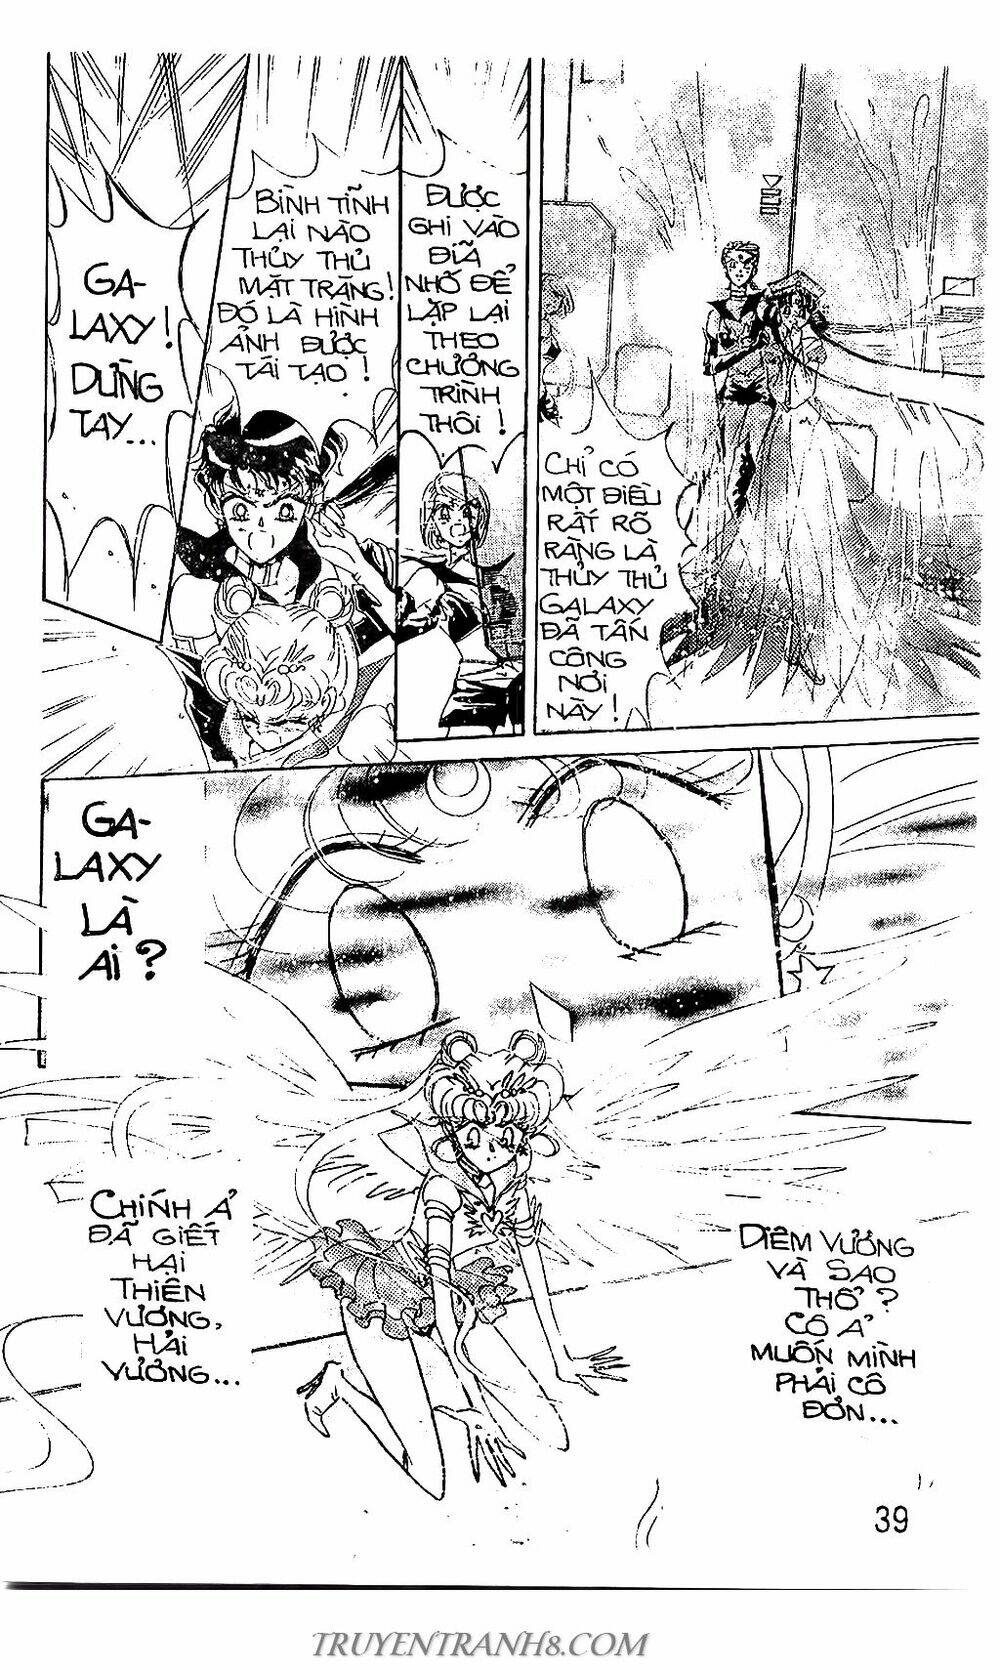 GA-
LAXY!
DỪNG
TAY...
BÌNH TĨNH
LẠI NÀO
THỦY THỦ
MẶT TRĂNG!
ĐÓ LÀ HÌNH
ẢNH ĐƯỢC
TÁI TẠO!
ĐƯỢC
GHI VÀO
ĐĨA
NHỚ ĐỂ
LẶP LẠI
THEO
CHƯƠNG
TRÌNH
THÔI!
CHỈ CÓ
MỘT ĐIỀU
RẤT RÕ
RÀNG LÀ
THỦY THỦ
GALAXY
ĐÃ TẤN
CÔNG
NƠI
NÀY!
GA-
LAXY
LÀ
AI?
CHÍNH Ả
ĐÃ GIẾT
HẠI
THIÊN
VƯƠNG,
HẢI
VƯƠNG...
DIÊM VƯƠNG
VÀ SAO
THỔ?
CÔ Ả
MUỐN MÌNH
PHẢI CÔ
ĐƠN...
39
TRUYENTRANH8.COM